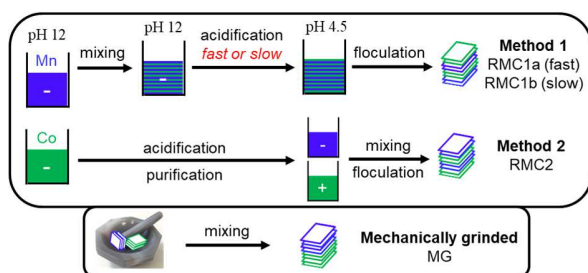 pH 12
pH 12
pH 4.5
Mn
-
mixing
-
acidification
fast or slow
floculation
Method 1
RMC1a (fast)
RMC1b (slow)
Co
-
acidification
purification
-
+
mixing
floculation
Method 2
RMC2
mixing
Mechanically grinded
MG